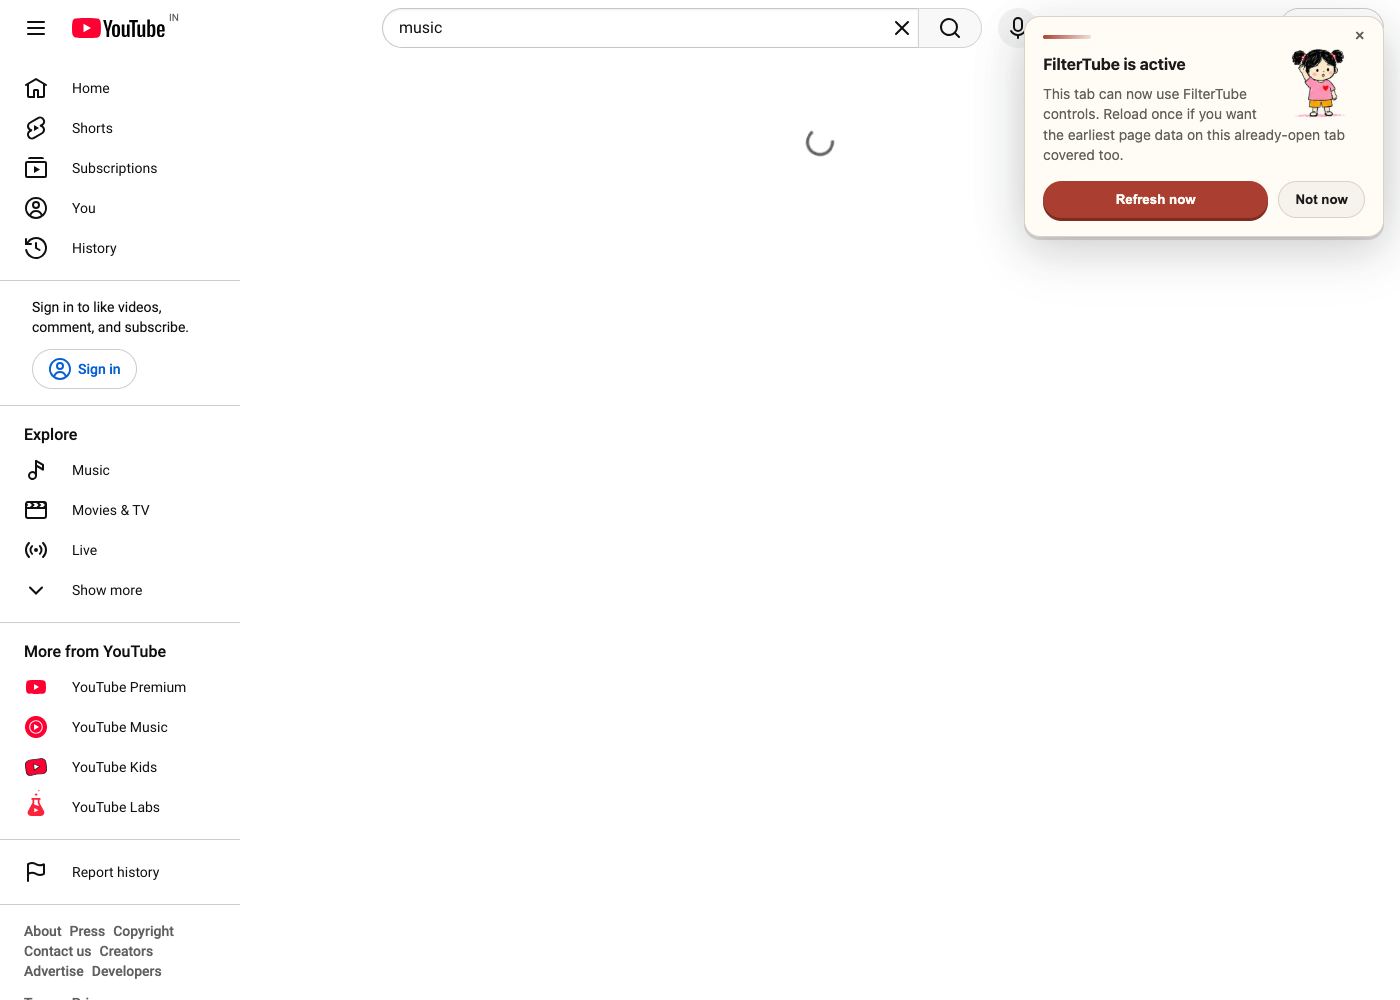 YouTube IN
music
Home
Shorts
Subscriptions
You
History
Sign in to like videos,
comment, and subscribe.
Sign in
Explore
Music
Movies & TV
Live
Show more
More from YouTube
YouTube Premium
YouTube Music
YouTube Kids
YouTube Labs
Report history
About Press Copyright
Contact us Creators
Advertise Developers
FilterTube is active
This tab can now use FilterTube
controls. Reload once if you want
the earliest page data on this already-open tab
covered too.
Refresh now
Not now